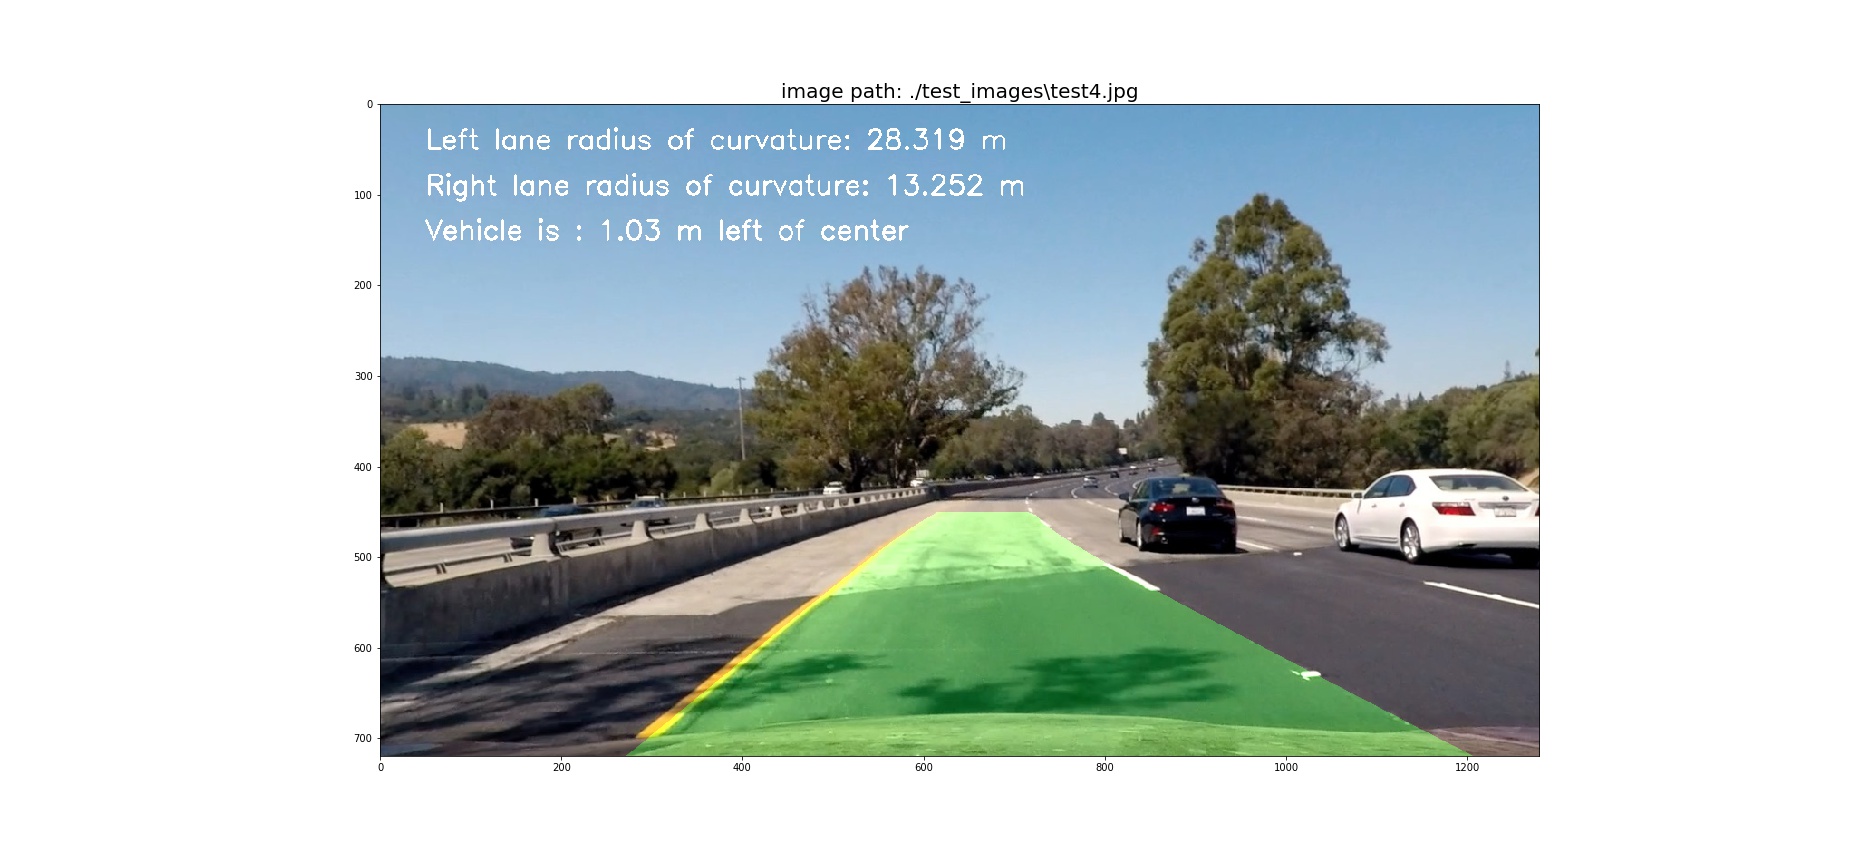 image path: ./test_images\test4.jpg
Left lane radius of curvature: 28.319 m
Right lane radius of curvature: 13.252 m
Vehicle is : 1.03 m left of center
0
100
200
300
400
500
600
700
0 200 400 600 800 1000 1200